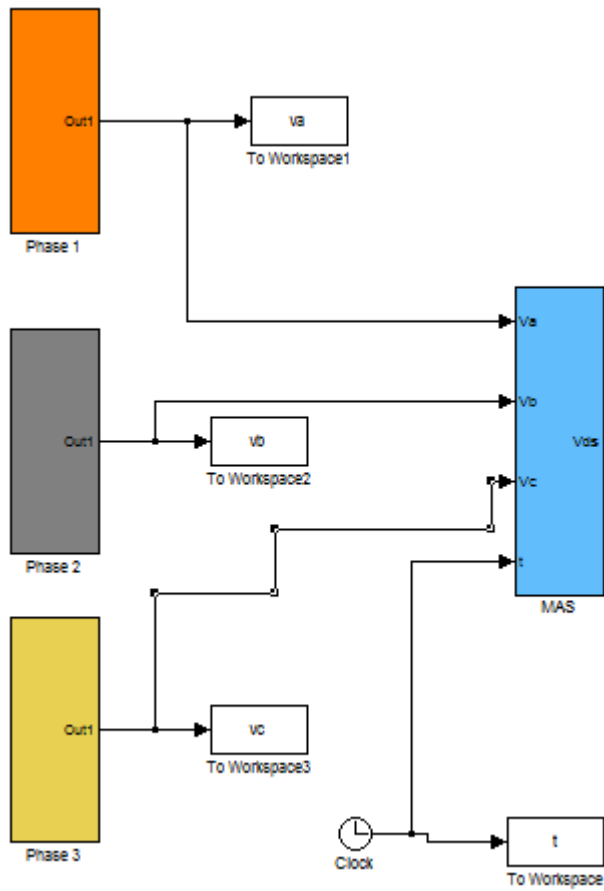 Out1
Phase 1
va
To Workspace1
Out1
Phase 2
vb
To Workspace2
Out1
Phase 3
vc
To Workspace3
Va
Vb
Vc
t
Vds
MAS
Clock
t
To Workspace